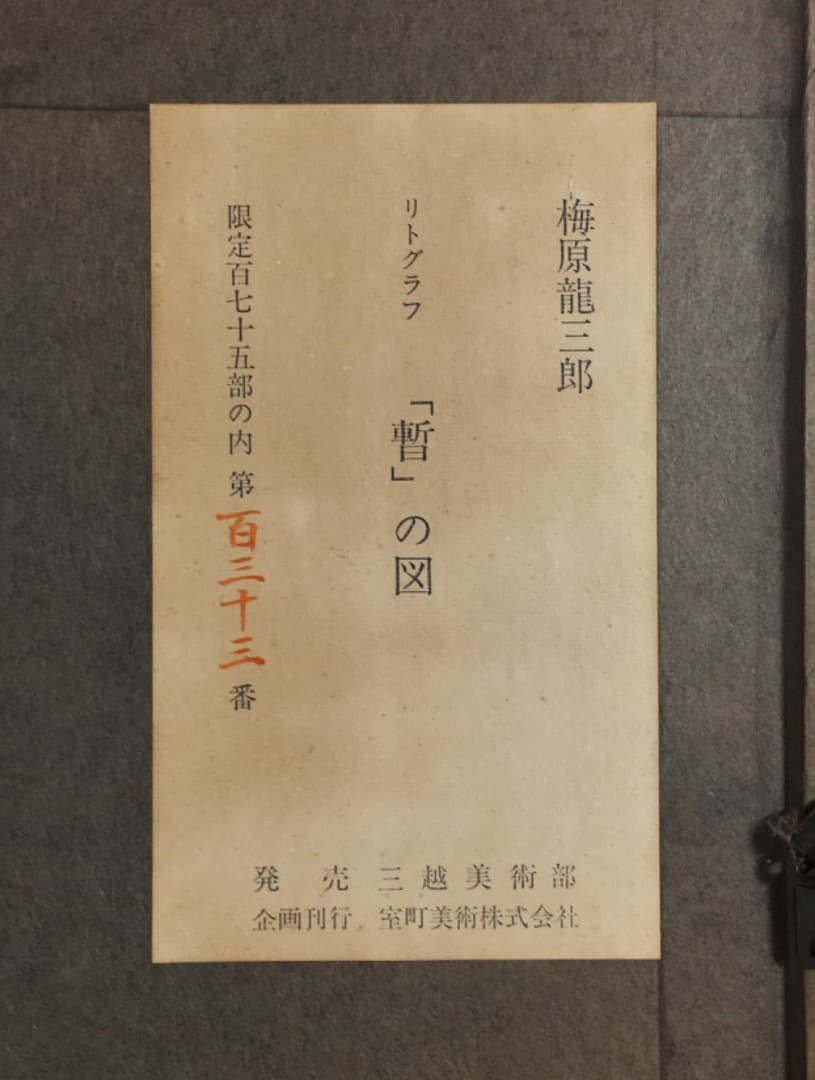 梅原龍三郎
リトグラフ 「暫」の図
限定百七十五部の内 第百三十三番
発 売 三越美術部
企画刊行 室町美術株式会社